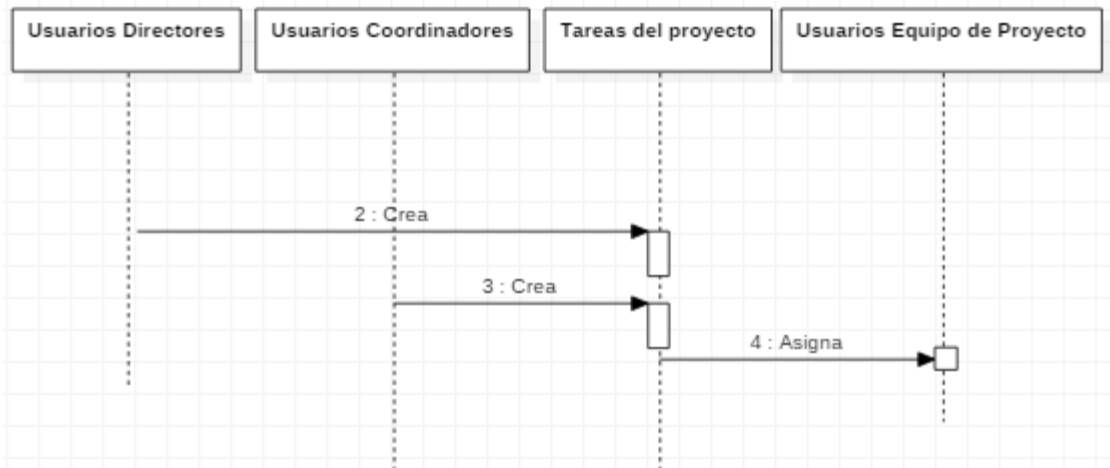 Usuarios Directores
Usuarios Coordinadores
Tareas del proyecto
Usuarios Equipo de Proyecto
2 : Crea
3 : Crea
4 : Asigna